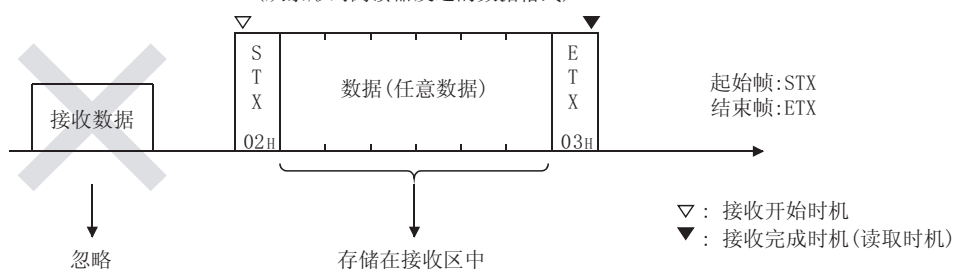 STX
数据(任意数据)
ETX
起始帧:STX
结束帧:ETX
接收数据
02H
03H
▽: 接收开始时机
▼: 接收完成时机(读取时机)
忽略
存储在接收区中